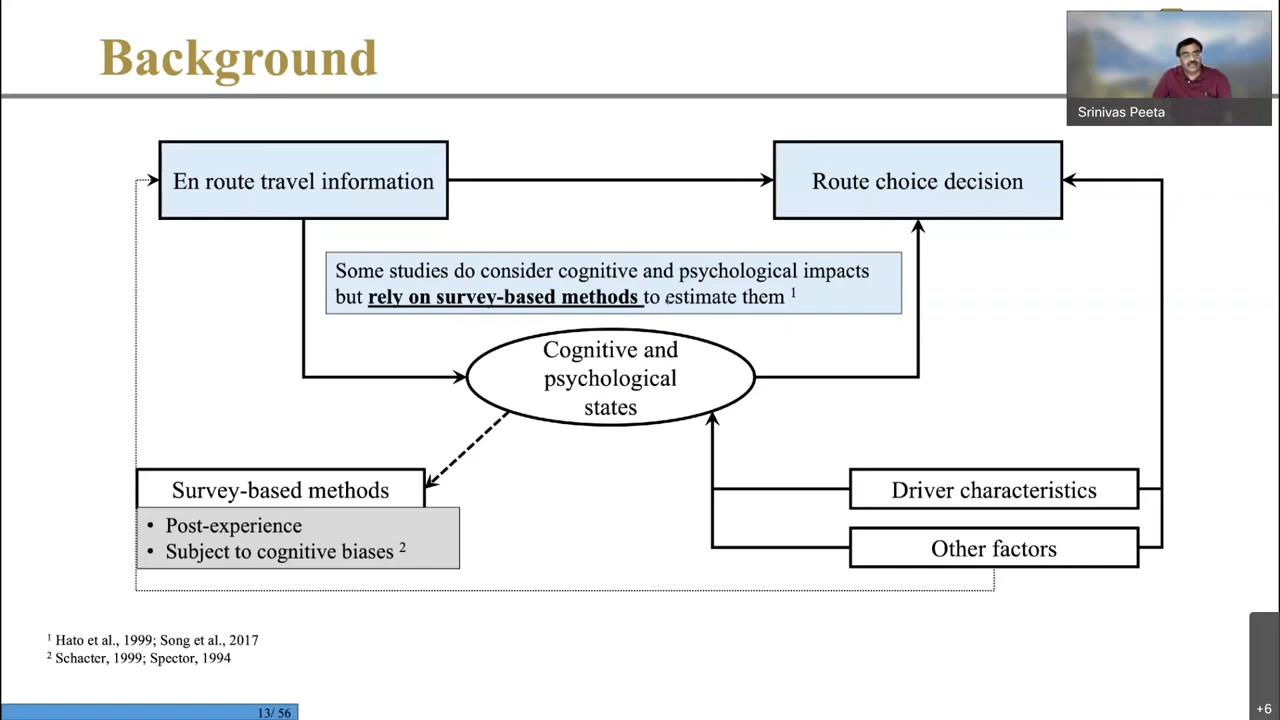 Background
Srinivas Peeta
En route travel information
Route choice decision
Some studies do consider cognitive and psychological impacts
but rely on survey-based methods to estimate them 1
Cognitive and
psychological
states
Survey-based methods
• Post-experience
• Subject to cognitive biases 2
Driver characteristics
Other factors
1 Hato et al., 1999; Song et al., 2017
2 Schacter, 1999; Spector, 1994
13/ 56
+6